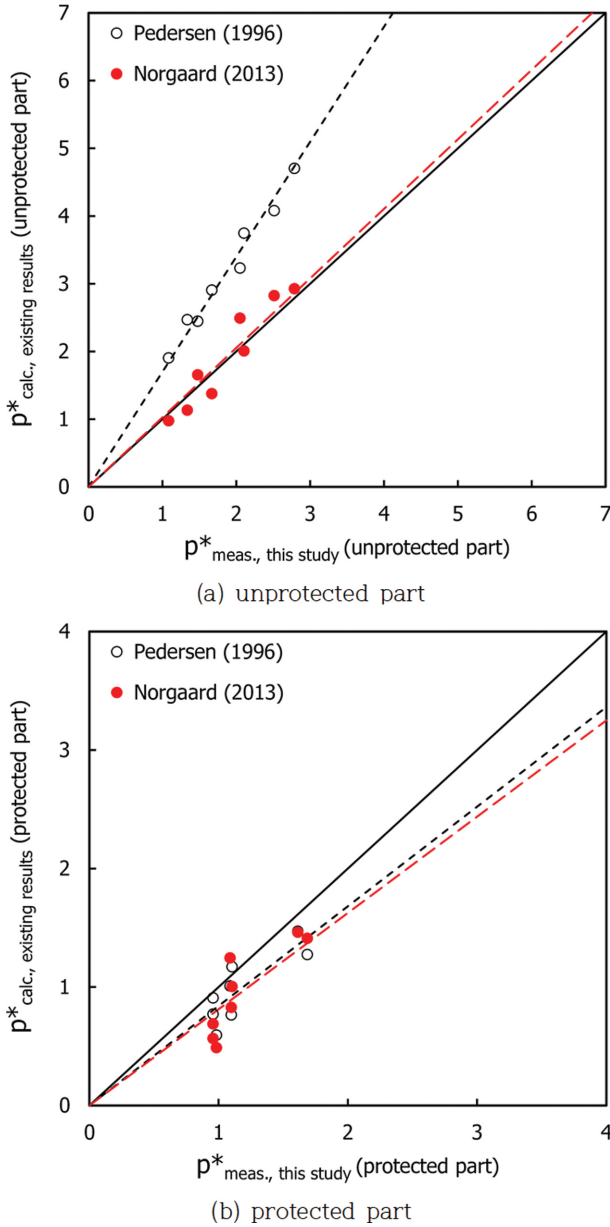 7
6
5
4
3
2
1
0
p*calc., existing results (unprotected part)
Pedersen (1996)
Norgaard (2013)
0 1 2 3 4 5 6 7
p*meas., this study (unprotected part)
(a) unprotected part
4
3
2
1
0
p*calc., existing results (protected part)
Pedersen (1996)
Norgaard (2013)
0 1 2 3 4
p*meas., this study (protected part)
(b) protected part